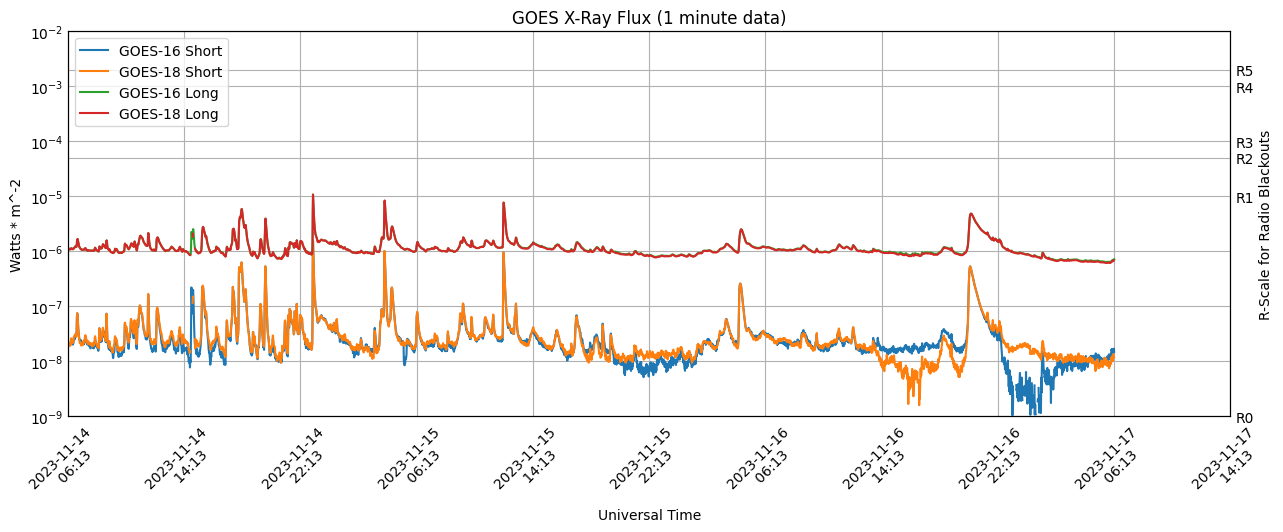 GOES X-Ray Flux (1 minute data)
GOES-16 Short
GOES-18 Short
GOES-16 Long
GOES-18 Long
Watts * m^-2
10⁻²
10⁻³
10⁻⁴
10⁻⁵
10⁻⁶
10⁻⁷
10⁻⁸
10⁻⁹
R5
R4
R3
R2
R1
R0
R-Scale for Radio Blackouts
2023-11-14
06:13
2023-11-14
14:13
2023-11-14
22:13
2023-11-15
06:13
2023-11-15
14:13
2023-11-15
22:13
2023-11-16
06:13
2023-11-16
14:13
2023-11-16
22:13
2023-11-17
06:13
2023-11-17
14:13
Universal Time